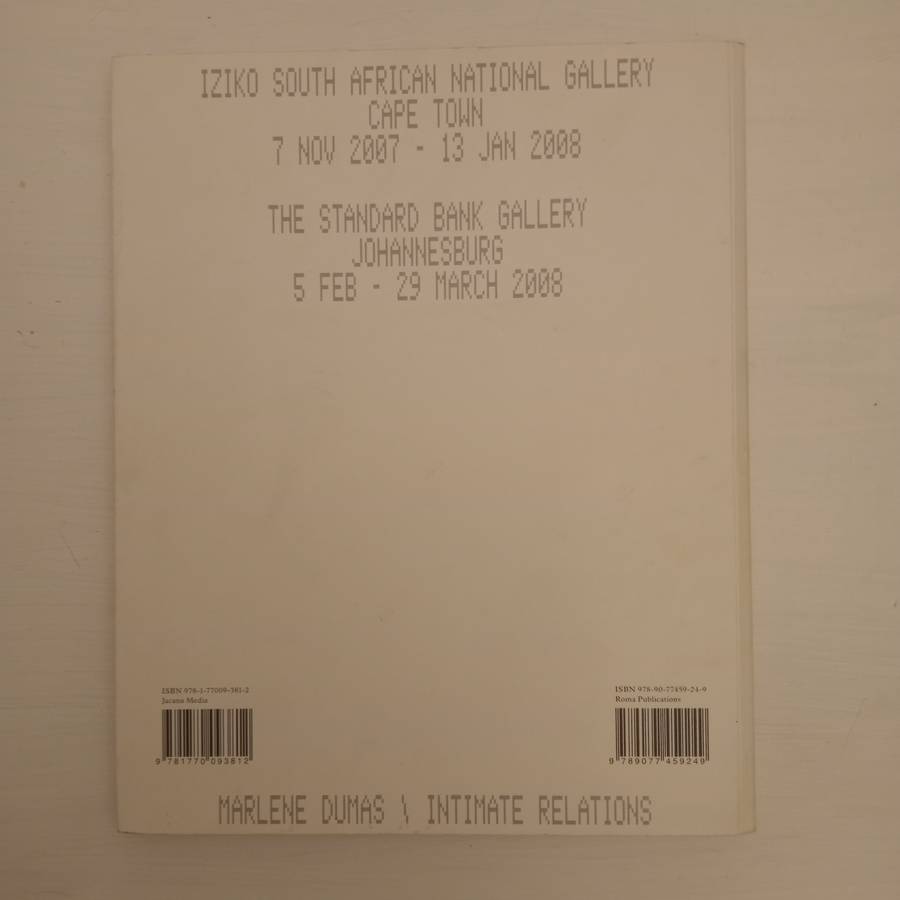 IZIKO SOUTH AFRICAN NATIONAL GALLERY
CAPE TOWN
7 NOV 2007 - 13 JAN 2008
THE STANDARD BANK GALLERY
JOHANNESBURG
5 FEB - 29 MARCH 2008
ISBN 978-1-77009-381-2
Jacana Media
9 781770 093812
ISBN 978-90-77459-24-9
Roma Publications
9 789077 459249
MARLENE DUMAS \ INTIMATE RELATIONS